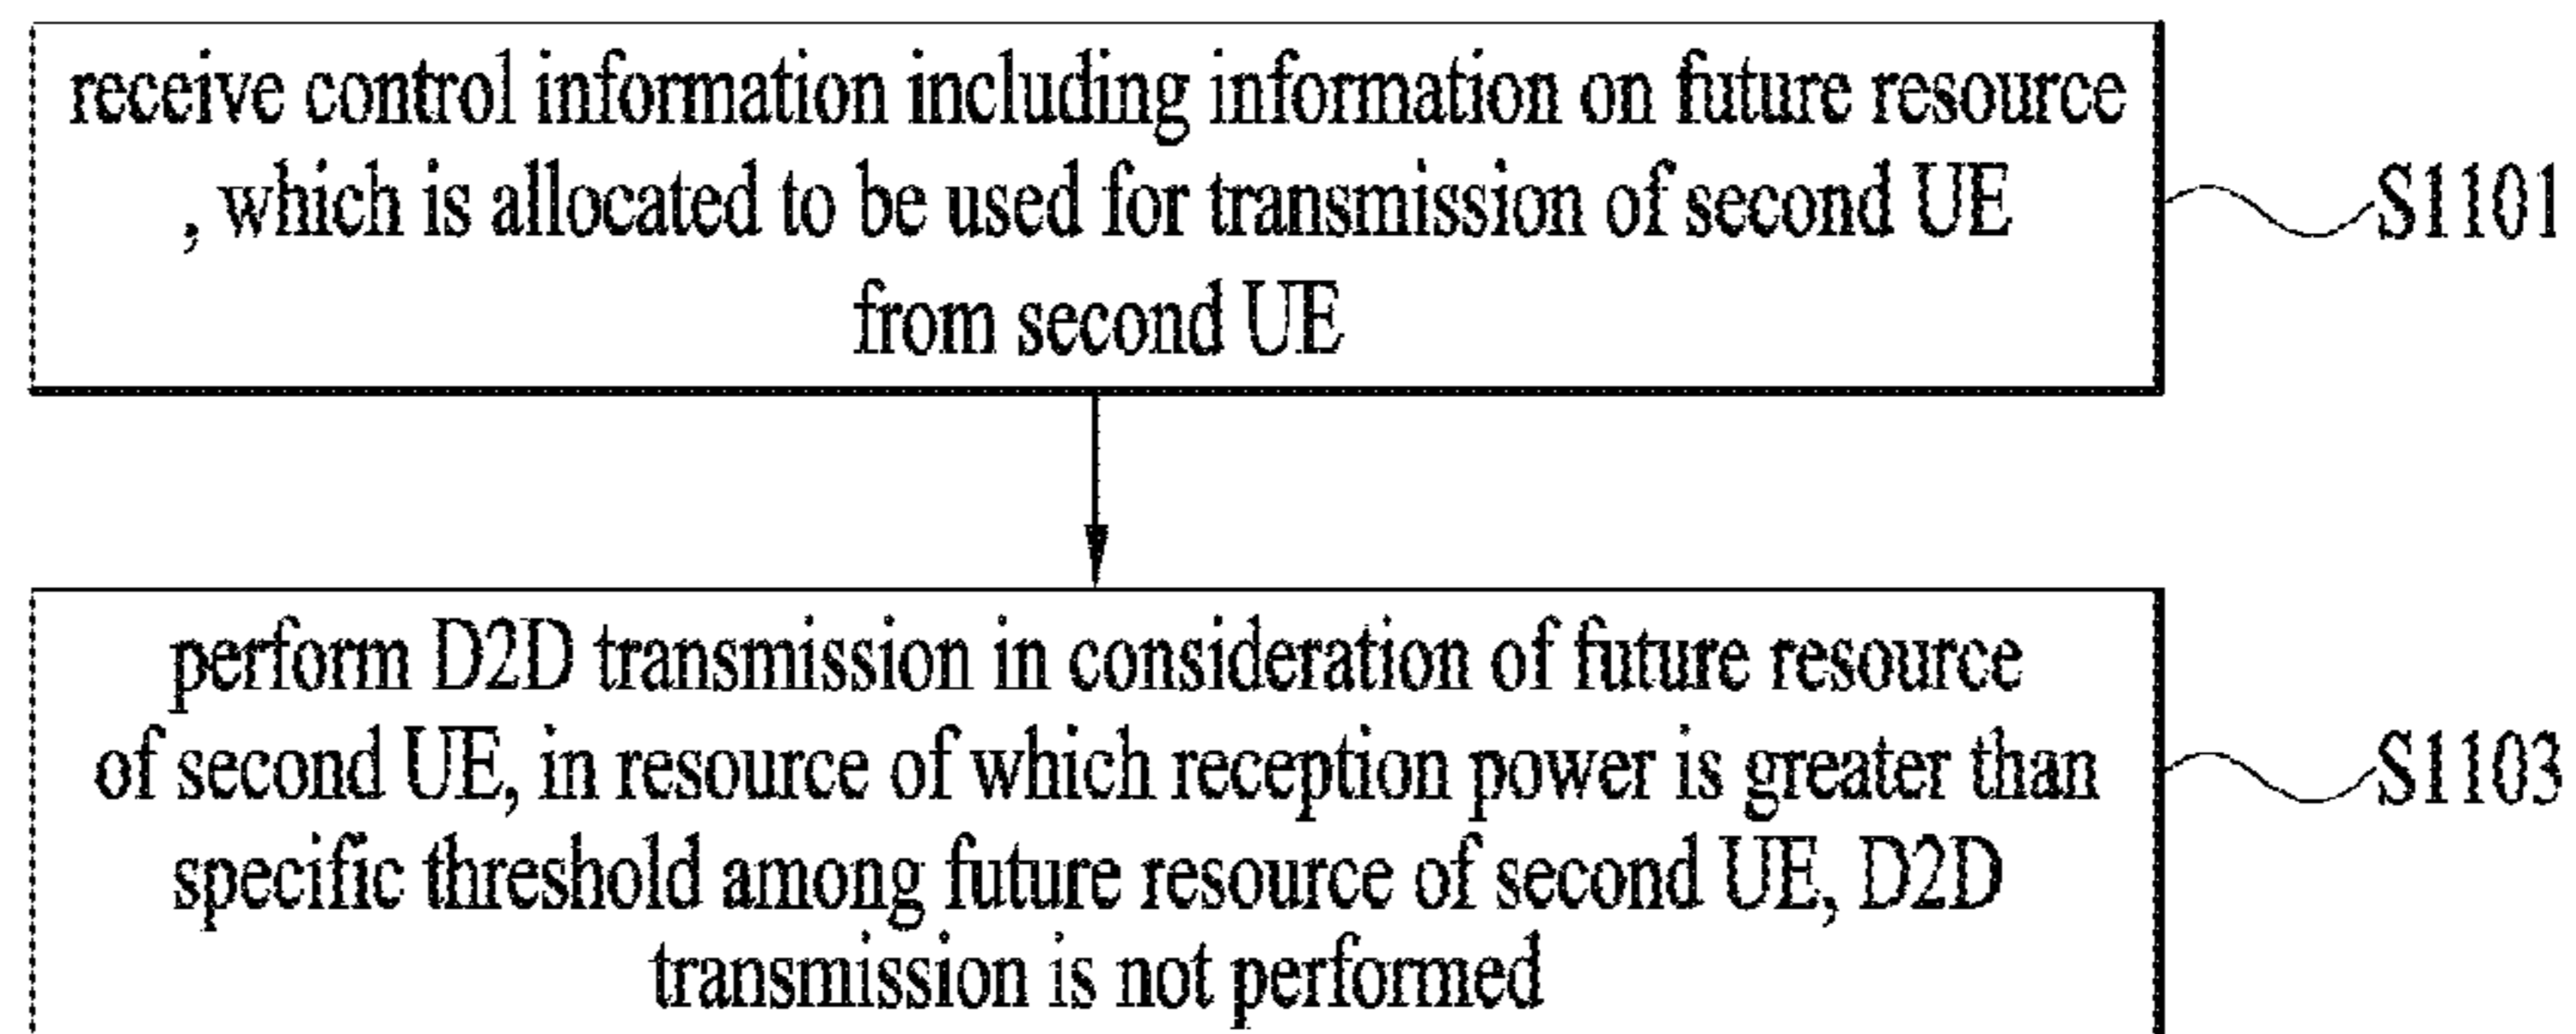 receive control information including information on future resource
, which is allocated to be used for transmission of second UE
from second UE
S1101
perform D2D transmission in consideration of future resource
of second UE, in resource of which reception power is greater than
specific threshold among future resource of second UE, D2D
transmission is not performed
S1103